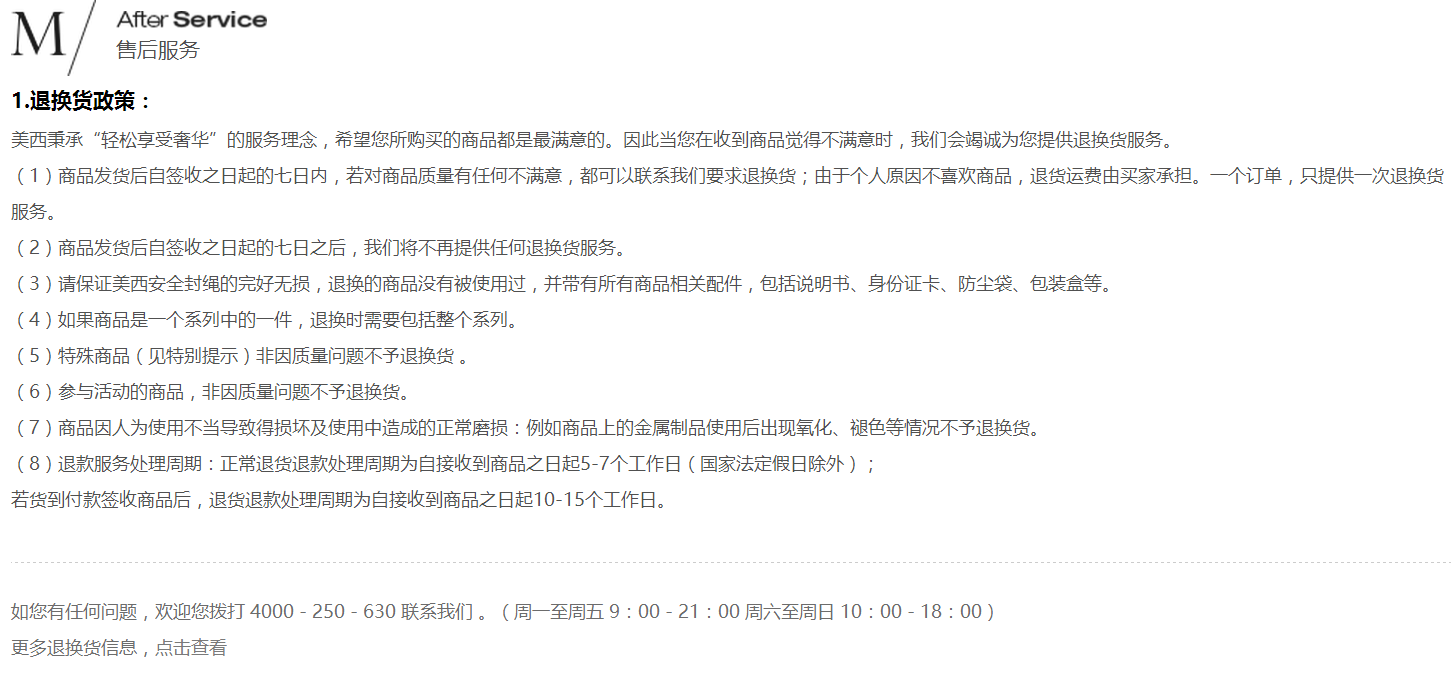 M
After Service
售后服务
1.退换货政策：
美西秉承“轻松享受奢华”的服务理念，希望您所购买的商品都是最满意的。因此当您在收到商品觉得不满意时，我们会竭诚为您提供退换货服务。
（1）商品发货后自签收之日起的七日内，若对商品质量有任何不满意，都可以联系我们要求退换货；由于个人原因不喜欢商品，退货运费由买家承担。一个订单，只提供一次退换货
服务。
（2）商品发货后自签收之日起的七日之后，我们将不再提供任何退换货服务。
（3）请保证美西安全封绳的完好无损，退换的商品没有被使用过，并带有所有商品相关配件，包括说明书、身份证卡、防尘袋、包装盒等。
（4）如果商品是一个系列中的一件，退换时需要包括整个系列。
（5）特殊商品（见特别提示）非因质量问题不予退换货 。
（6）参与活动的商品，非因质量问题不予退换货。
（7）商品因人为使用不当导致得损坏及使用中造成的正常磨损：例如商品上的金属制品使用后出现氧化、褪色等情况不予退换货。
（8）退款服务处理周期：正常退货退款处理周期为自接收到商品之日起5-7个工作日（国家法定假日除外）；
若货到付款签收商品后，退货退款处理周期为自接收到商品之日起10-15个工作日。
如您有任何问题，欢迎您拨打 4000 - 250 - 630 联系我们 。（ 周一至周五 9：00 - 21：00 周六至周日 10：00 - 18：00 ）
更多退换货信息，点击查看